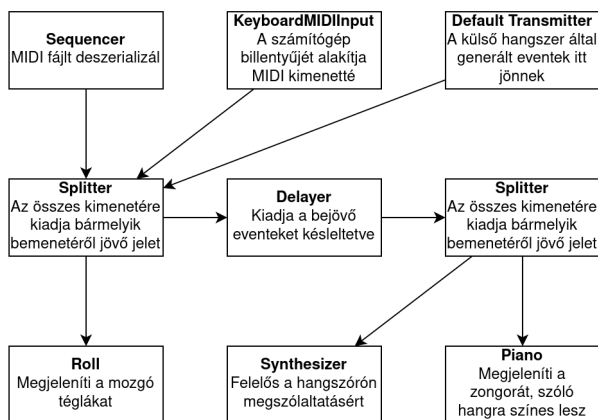 Sequencer
MIDI fájlt deszerializál
KeyboardMIDIInput
A számítógép
billentyűjét alakítja
MIDI kimenetté
Default Transmitter
A külső hangszer által
generált eventek itt
jönnek
Splitter
Az összes kimenetére
kiadja bármelyik
bemenetéről jövő jelet
Delayer
Kiadja a bejövő
eventeket késleltetve
Splitter
Az összes kimenetére
kiadja bármelyik
bemenetéről jövő jelet
Roll
Megjeleníti a mozgó
téglákat
Synthesizer
Felelős a hangszórón
megszólaltatásért
Piano
Megjeleníti a
zongorát, szóló
hangra színes lesz